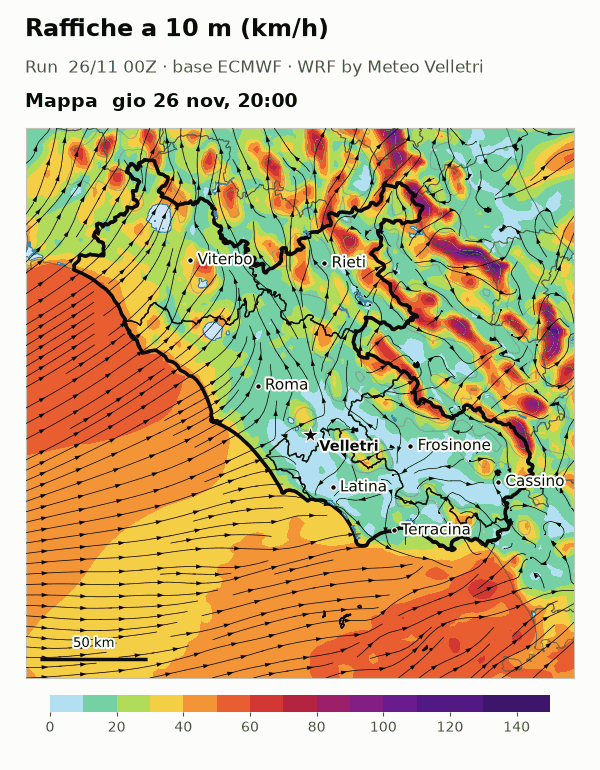 Raffiche a 10 m (km/h)
Run  26/11 00Z · base ECMWF · WRF by Meteo Velletri
Mappa  gio 26 nov, 20:00
Viterbo
Rieti
Roma
Velletri
Frosinone
Cassino
Latina
Terracina
50 km
0 20 40 60 80 100 120 140